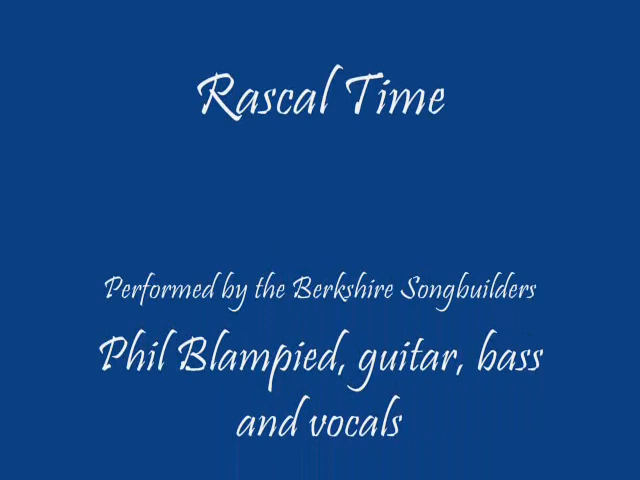 Rascal Time
Performed by the Berkshire Songbuilders
Phil Blampied, guitar, bass
and vocals